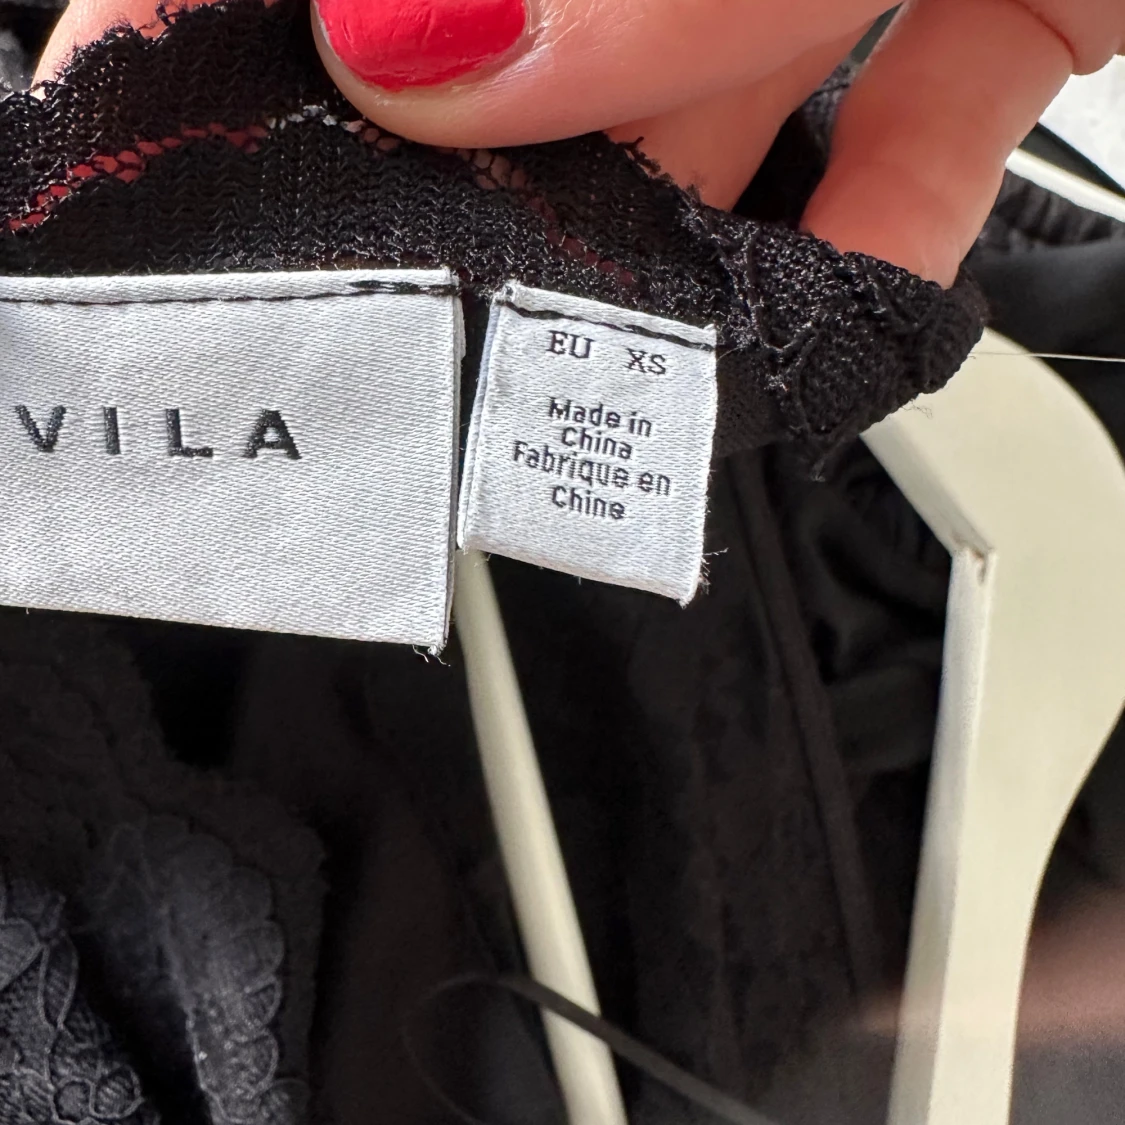 VILA
EU XS
Made in
China
Fabrique en
Chine